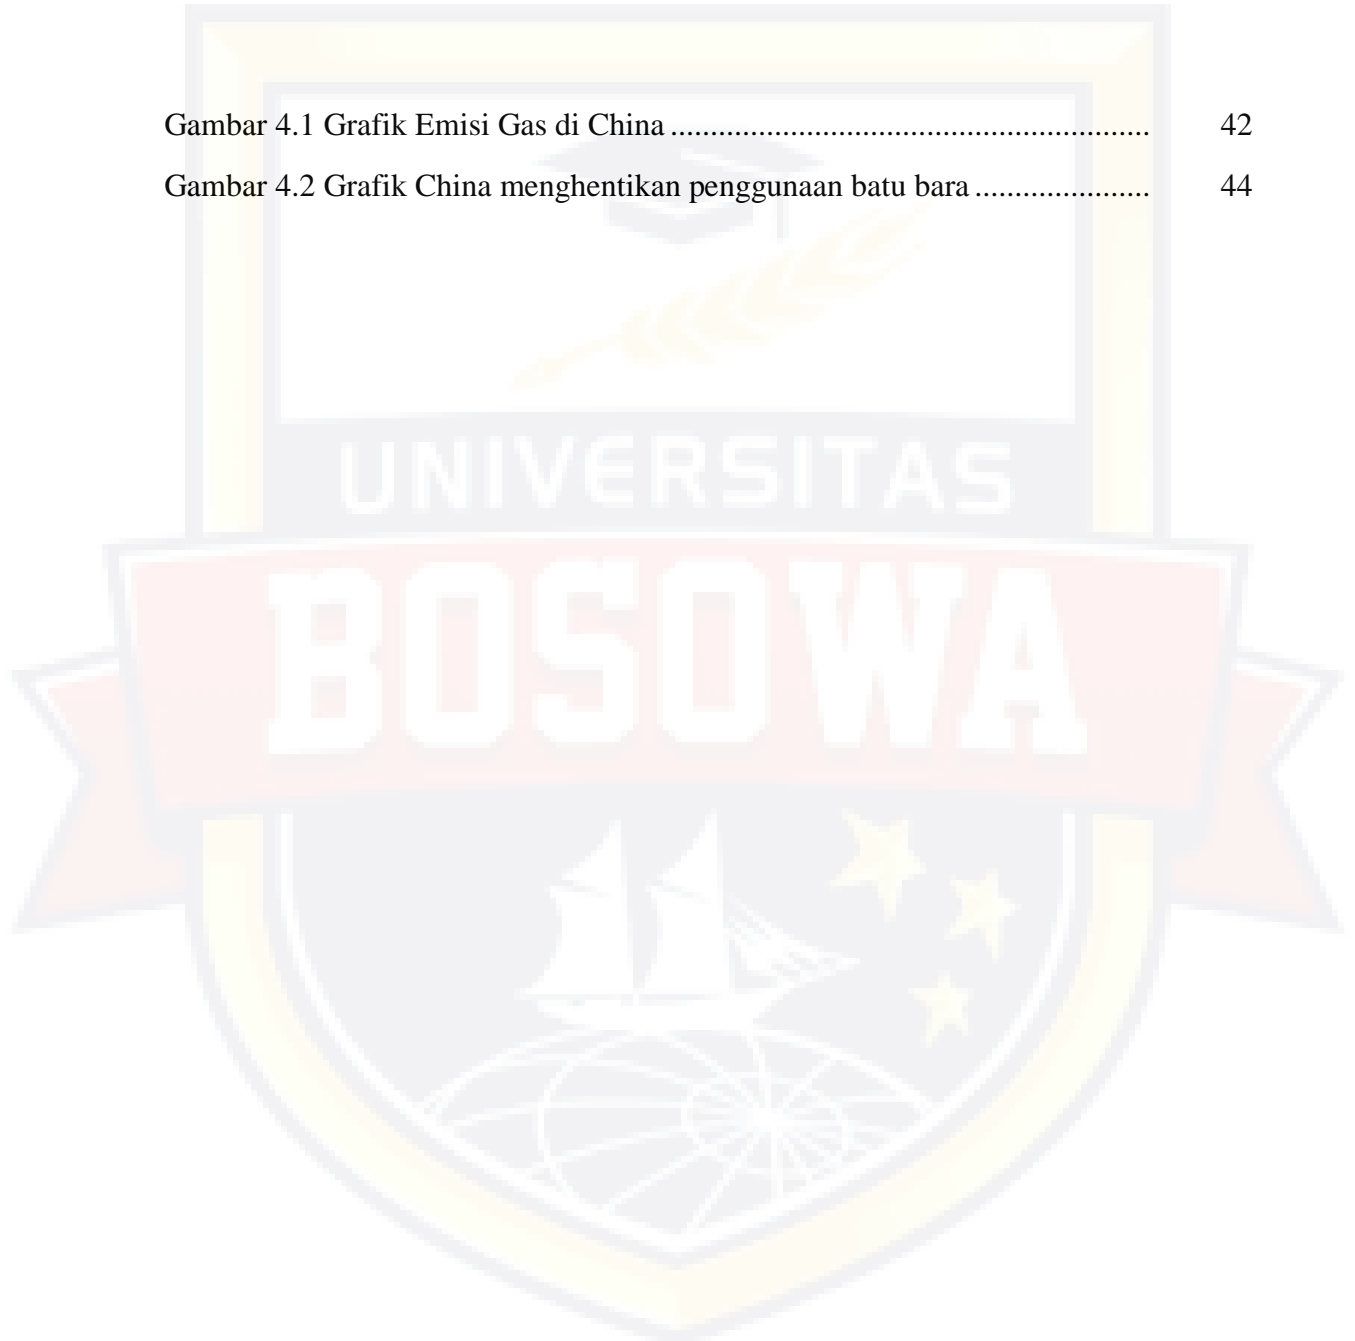 Gambar 4.1 Grafik Emisi Gas di China ............................................................ 42
Gambar 4.2 Grafik China menghentikan penggunaan batu bara ...................... 44
UNIVERSITAS
BOSOWA